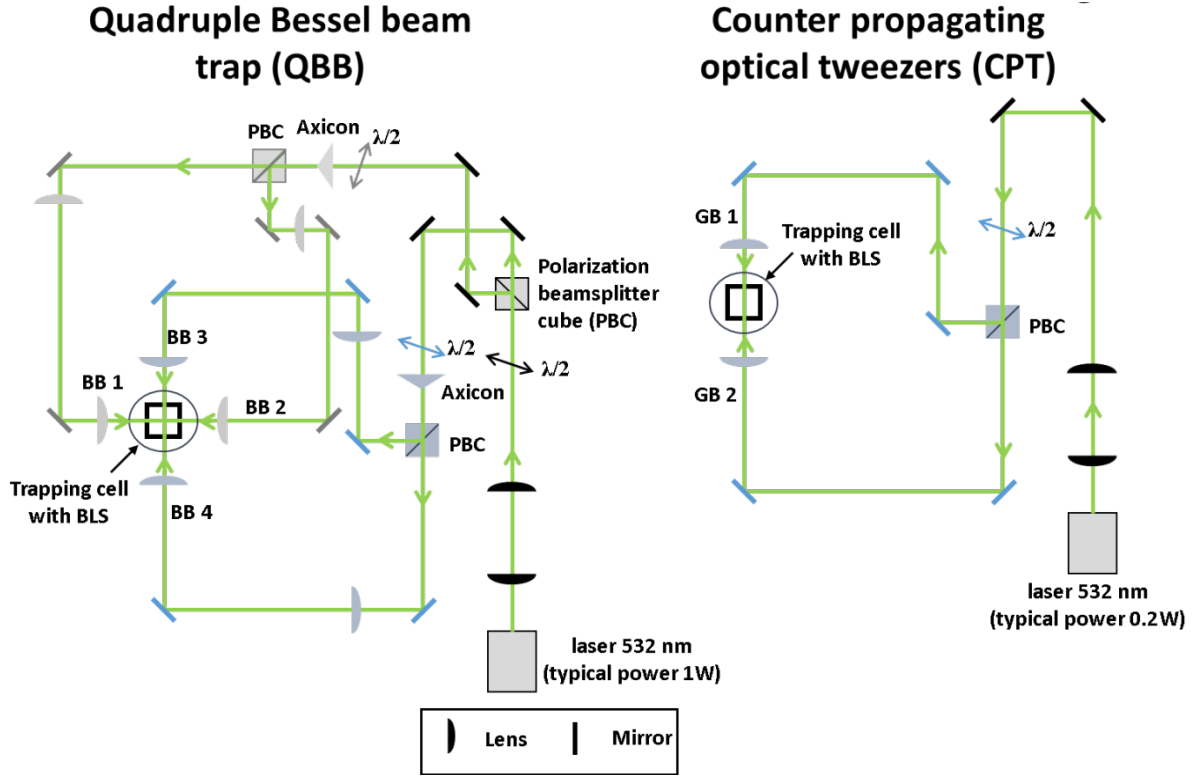 Quadruple Bessel beam
trap (QBB)
PBC
Axicon
λ/2
Polarization
beamsplitter
cube (PBC)
BB 3
λ/2
λ/2
Axicon
BB 1
BB 2
PBC
Trapping cell
with BLS
BB 4
laser 532 nm
(typical power 1W)
Counter propagating
optical tweezers (CPT)
GB 1
Trapping cell
with BLS
λ/2
PBC
GB 2
laser 532 nm
(typical power 0.2W)
Lens
Mirror